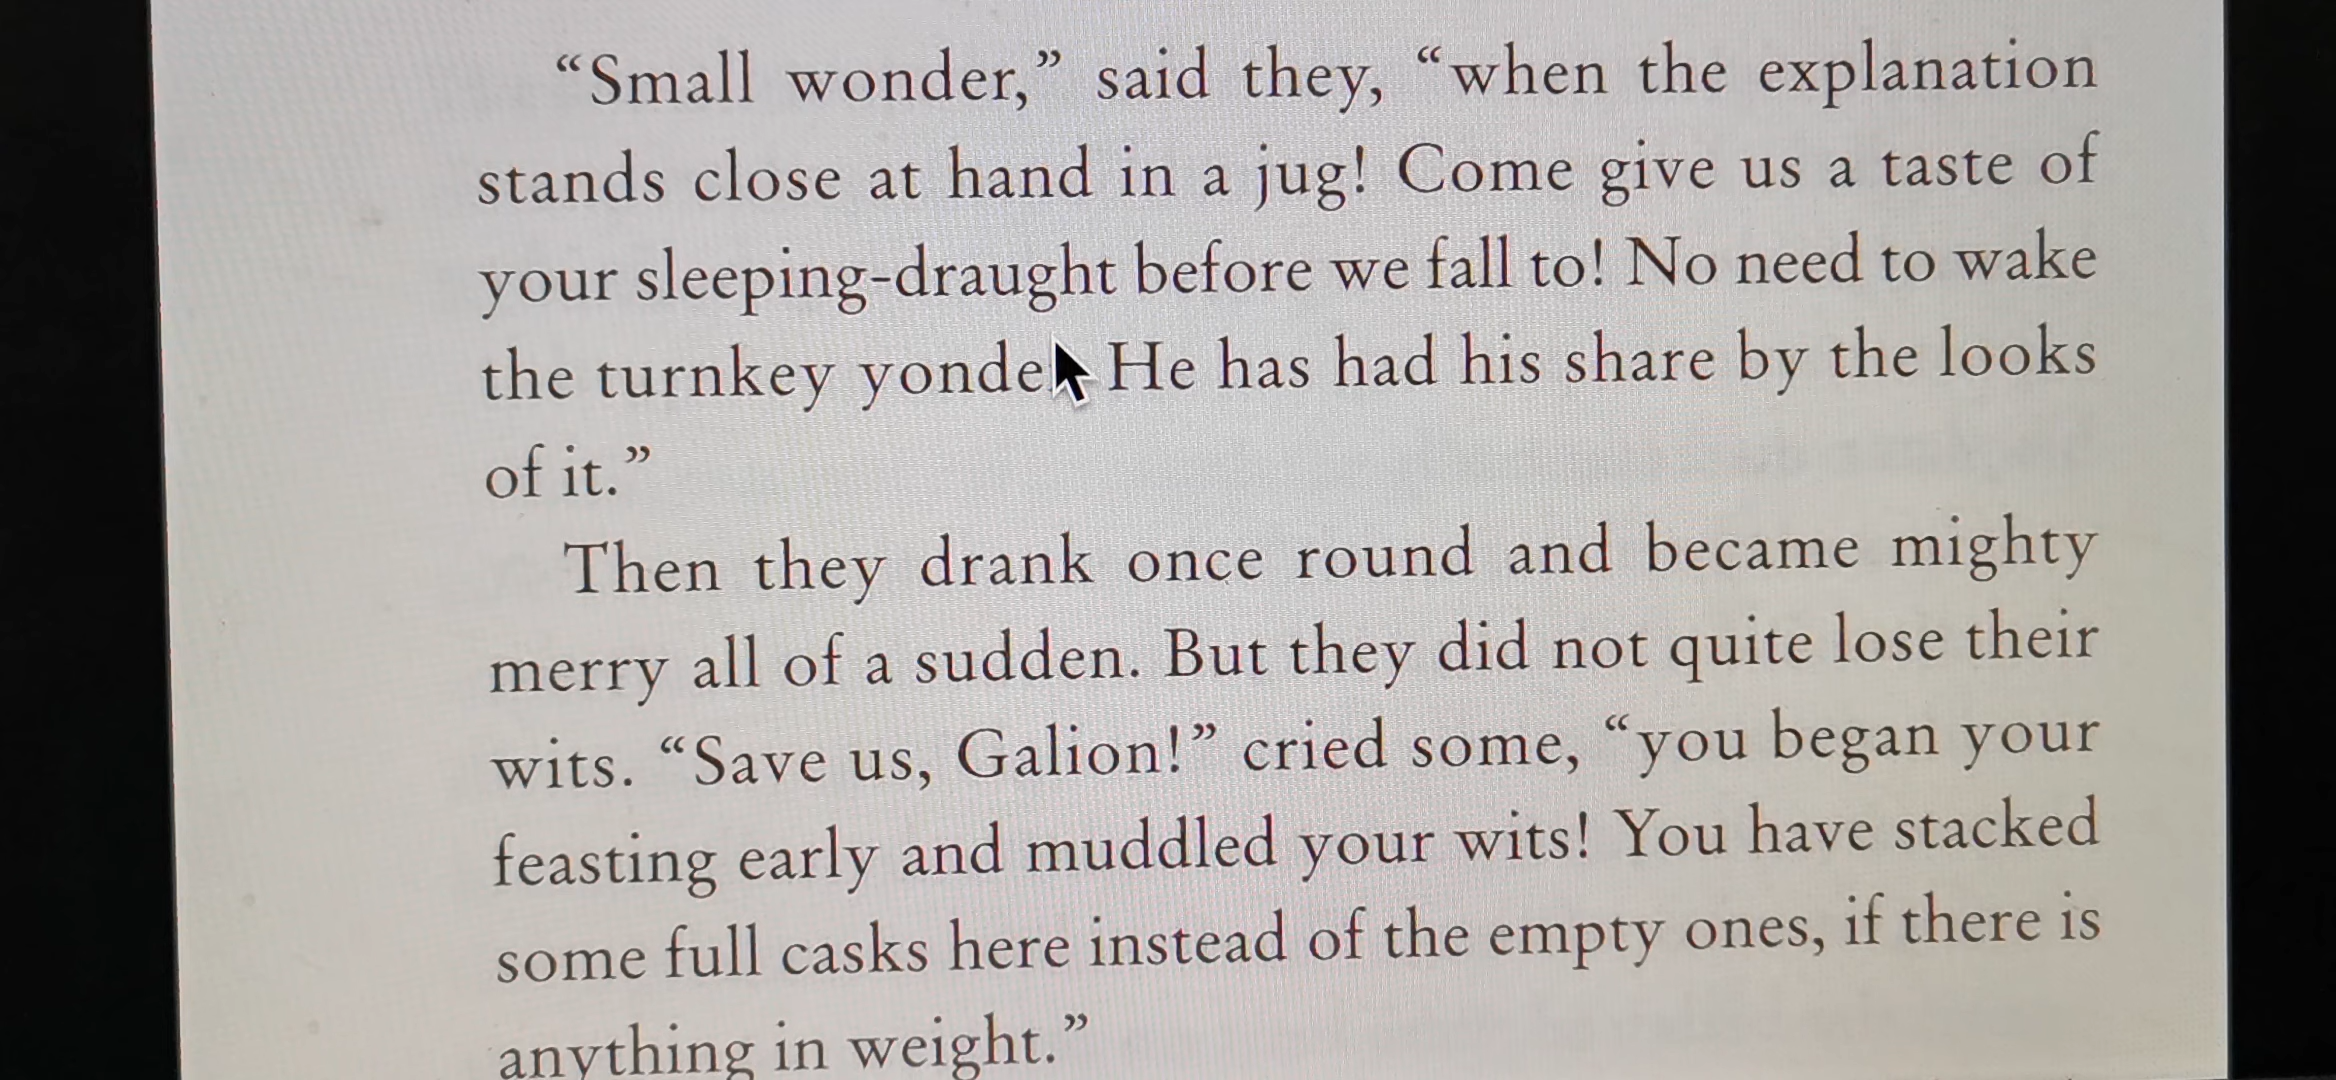 “Small wonder,” said they, “when the explanation
stands close at hand in a jug! Come give us a taste of
your sleeping-draught before we fall to! No need to wake
the turnkey yonder He has had his share by the looks
of it.”
Then they drank once round and became mighty
merry all of a sudden. But they did not quite lose their
wits. “Save us, Galion!” cried some, “you began your
feasting early and muddled your wits! You have stacked
some full casks here instead of the empty ones, if there is
anything in weight.”